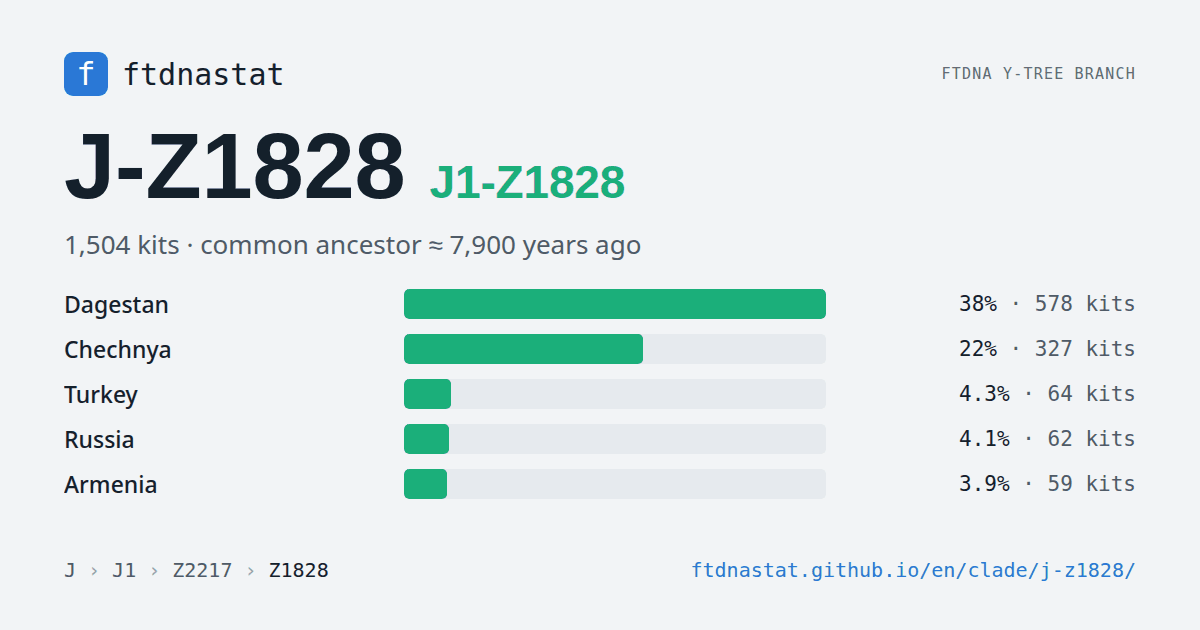 f ftdnastat
FTDNA Y-TREE BRANCH
J-Z1828 J1-Z1828
1,504 kits · common ancestor ≈ 7,900 years ago
Dagestan 38% · 578 kits
Chechnya 22% · 327 kits
Turkey 4.3% · 64 kits
Russia 4.1% · 62 kits
Armenia 3.9% · 59 kits
J › J1 › Z2217 › Z1828
ftdnastat.github.io/en/clade/j-z1828/